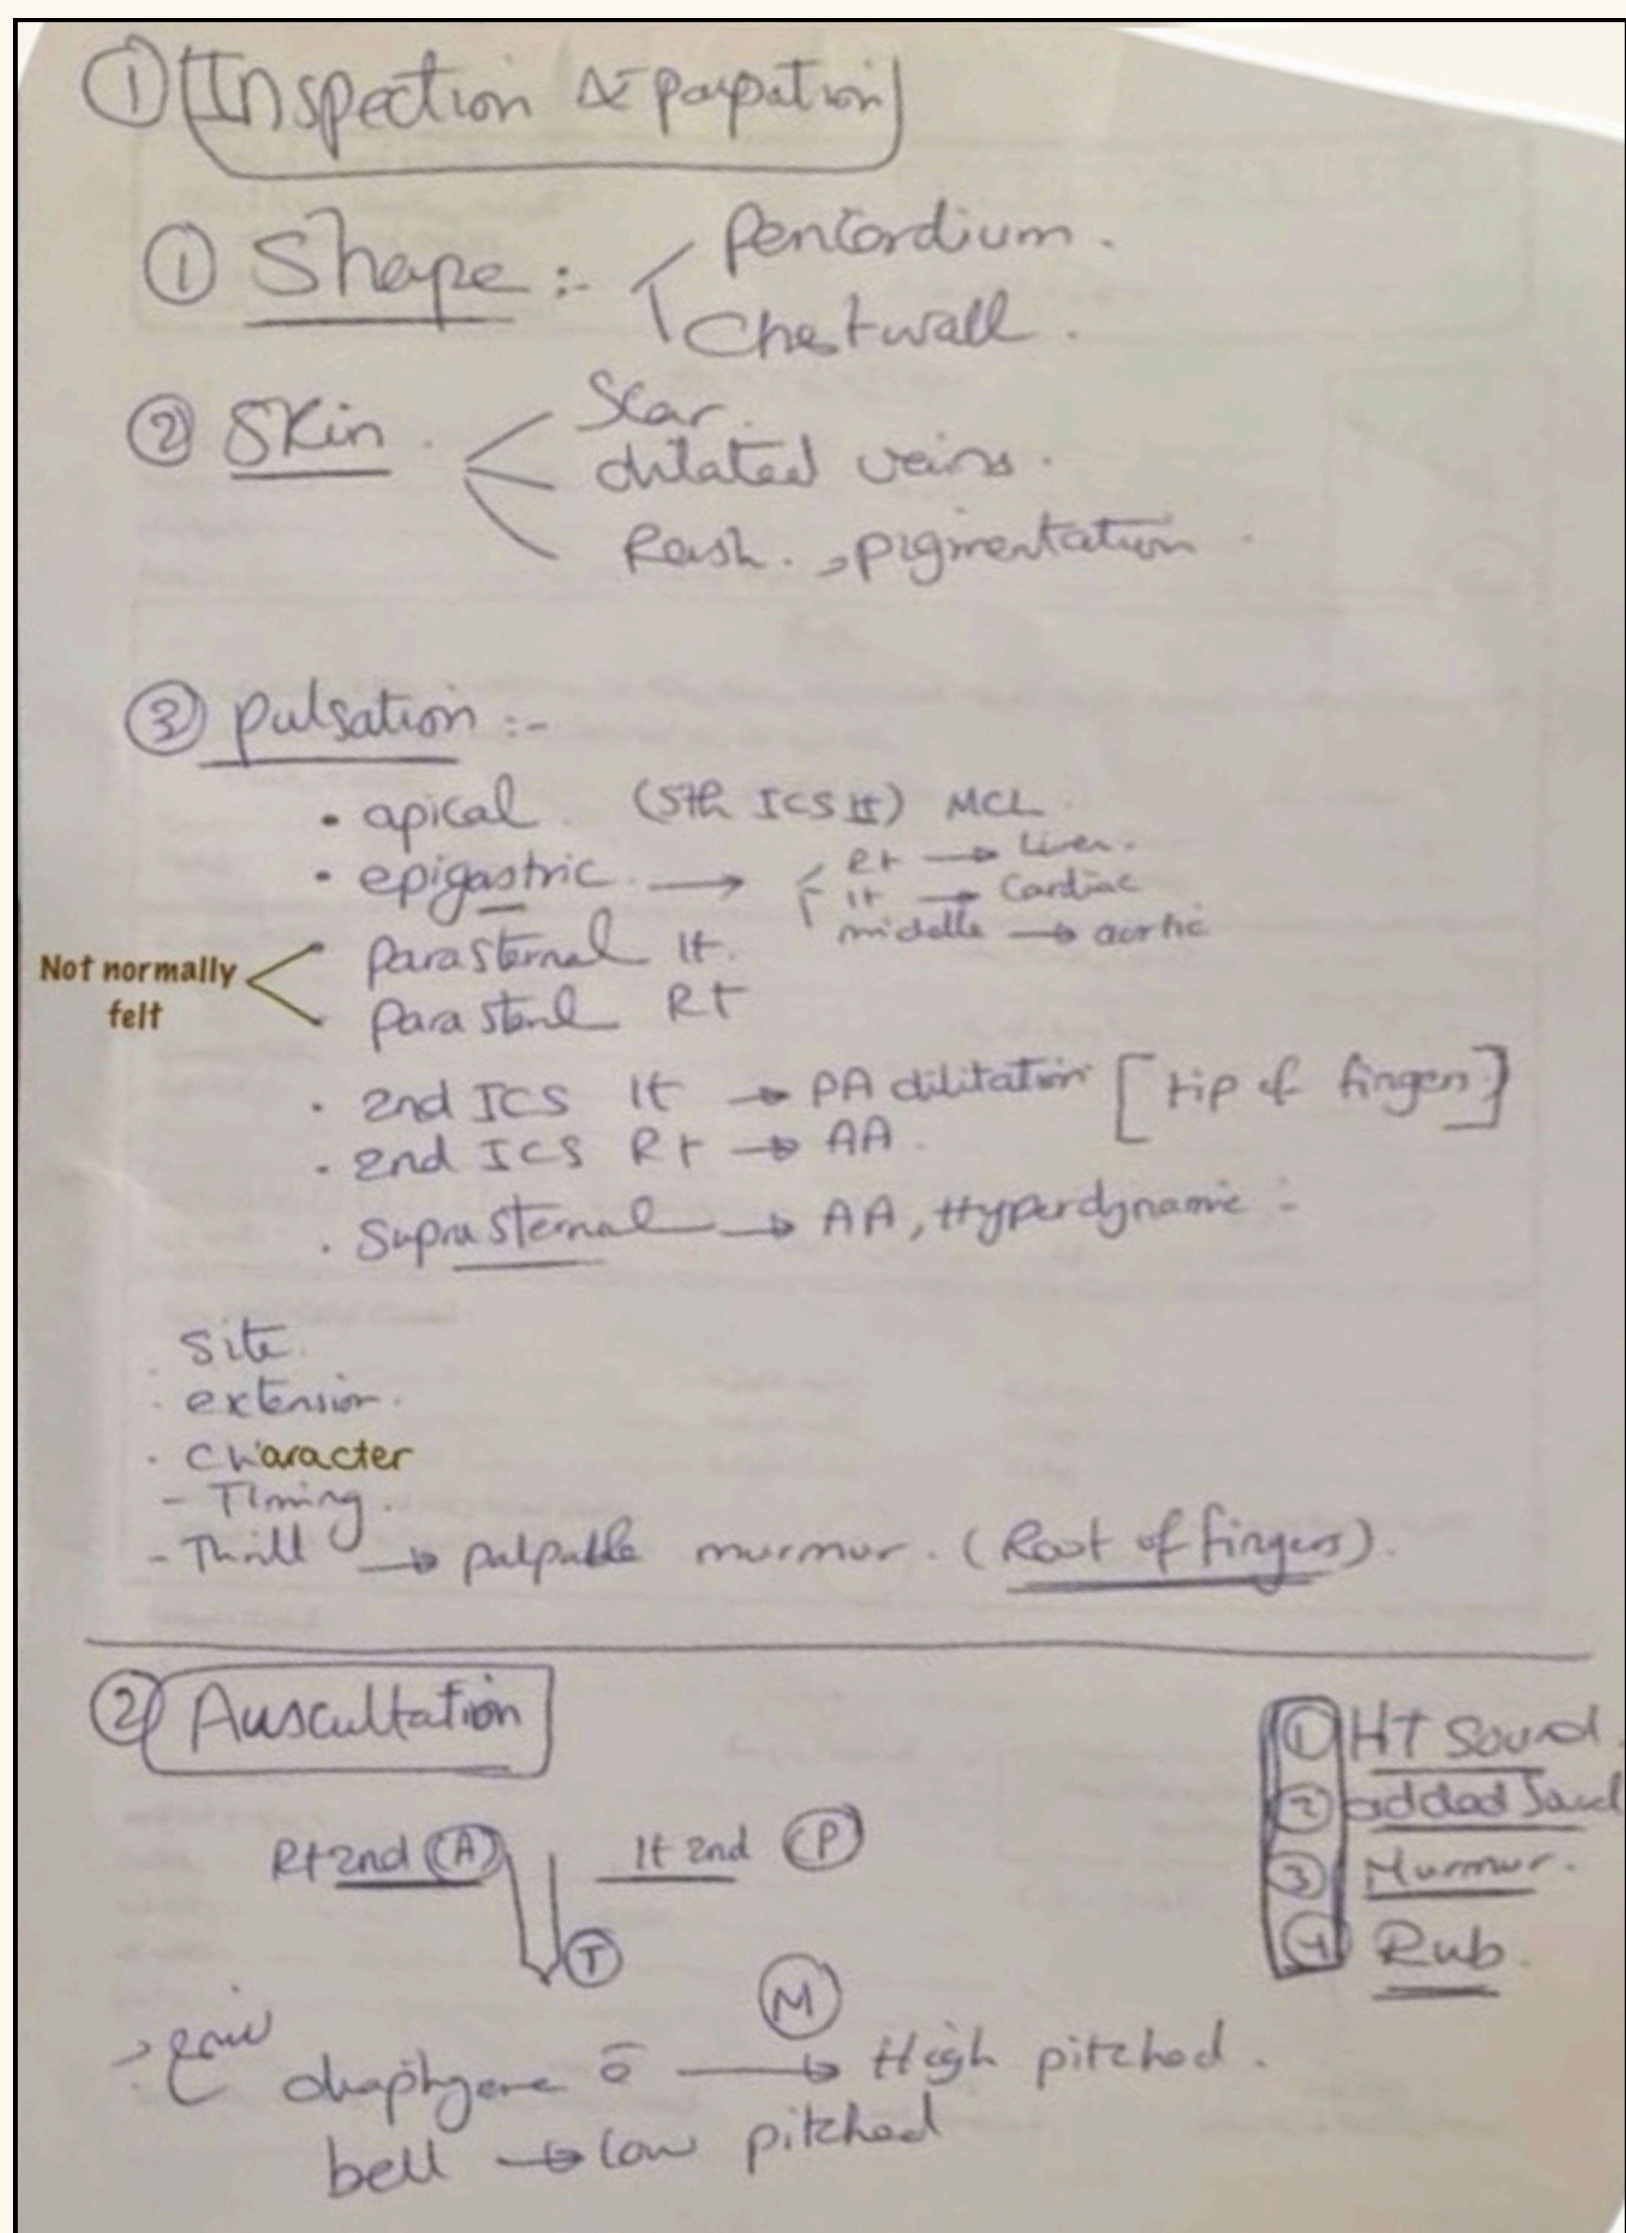 ① Inspection & palpation
① Shape :-
Pericordium.
Chest wall.
② Skin.
Scar.
dilated veins.
Rash. , pigmentation
③ pulsation :-
• apical. (5th ICS lt) MCL.
• epigastric. →
Rt → Liver.
lt → Cardiac
middle → aortic
Not normally
felt
parasternal lt.
parasternal Rt
• 2nd ICS lt → PA dilitation [tip of fingers]
• 2nd ICS Rt → AA.
• Suprasternal → AA, Hyperdynamic
Site.
• extension.
• Character
- Timing.
- Thrill → palpable murmur. (Root of fingers).
② Auscultation
① HT Sound.
② added Sound
③ Murmur.
④ Rub.
Rt 2nd Ⓐ lt 2nd Ⓟ
Ⓣ
Ⓜ
→ High pitched.
bell → low pitched